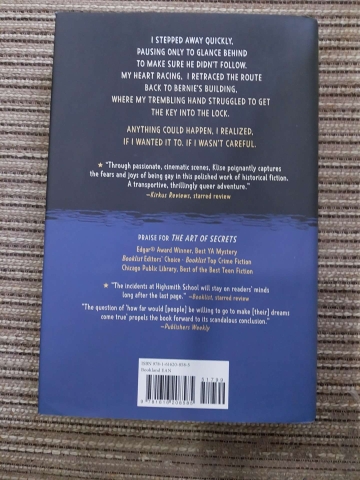 I STEPPED AWAY QUICKLY,
PAUSING ONLY TO GLANCE BEHIND
TO MAKE SURE HE DIDN'T FOLLOW.
MY HEART RACING, I RETRACED THE ROUTE
BACK TO BERNIE'S BUILDING,
WHERE MY TREMBLING HAND STRUGGLED TO GET
THE KEY INTO THE LOCK.
ANYTHING COULD HAPPEN, I REALIZED,
IF I WANTED IT TO. IF I WASN'T CAREFUL.
★ "Through passionate, cinematic scenes, Klise poignantly captures
the fears and joys of being gay in this polished work of historical fiction.
A transportive, thrillingly queer adventure."
—Kirkus Reviews, starred review
PRAISE FOR THE ART OF SECRETS
Edgar® Award Winner, Best YA Mystery
Booklist Editors' Choice · Booklist Top Crime Fiction
Chicago Public Library, Best of the Best Teen Fiction
★ "The incidents at Highsmith School will stay on readers' minds
long after the last page." —Booklist, starred review
"The question of 'how far would [people] be willing to go to make [their] dreams
come true' propels the book forward to its scandalous conclusion."
—Publishers Weekly
Bookland EAN
51799